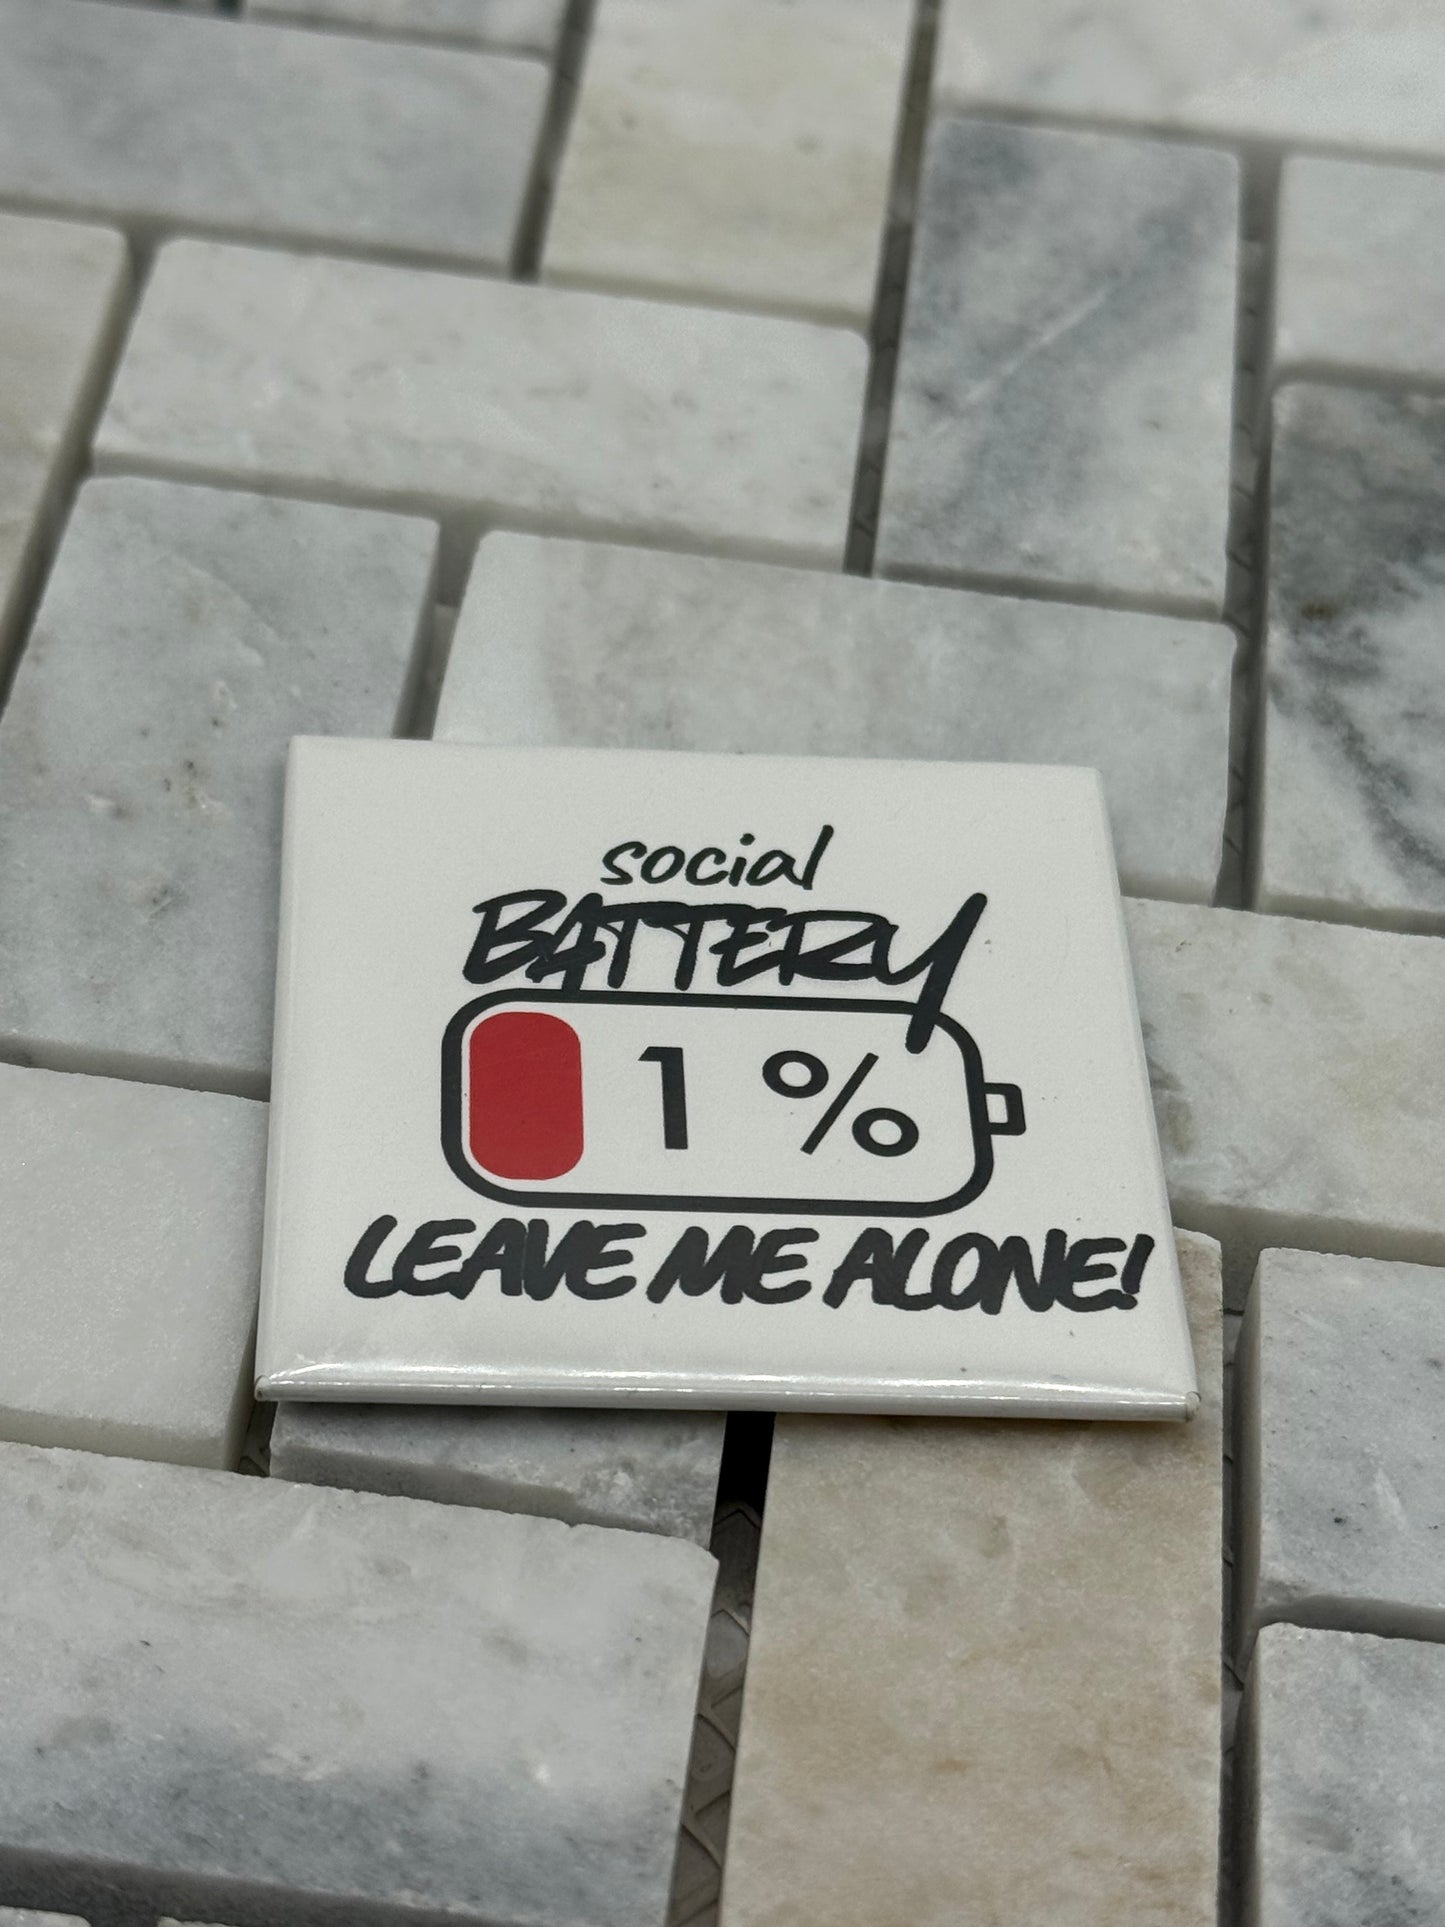 social
BATTERY
1 %
LEAVE ME ALONE!